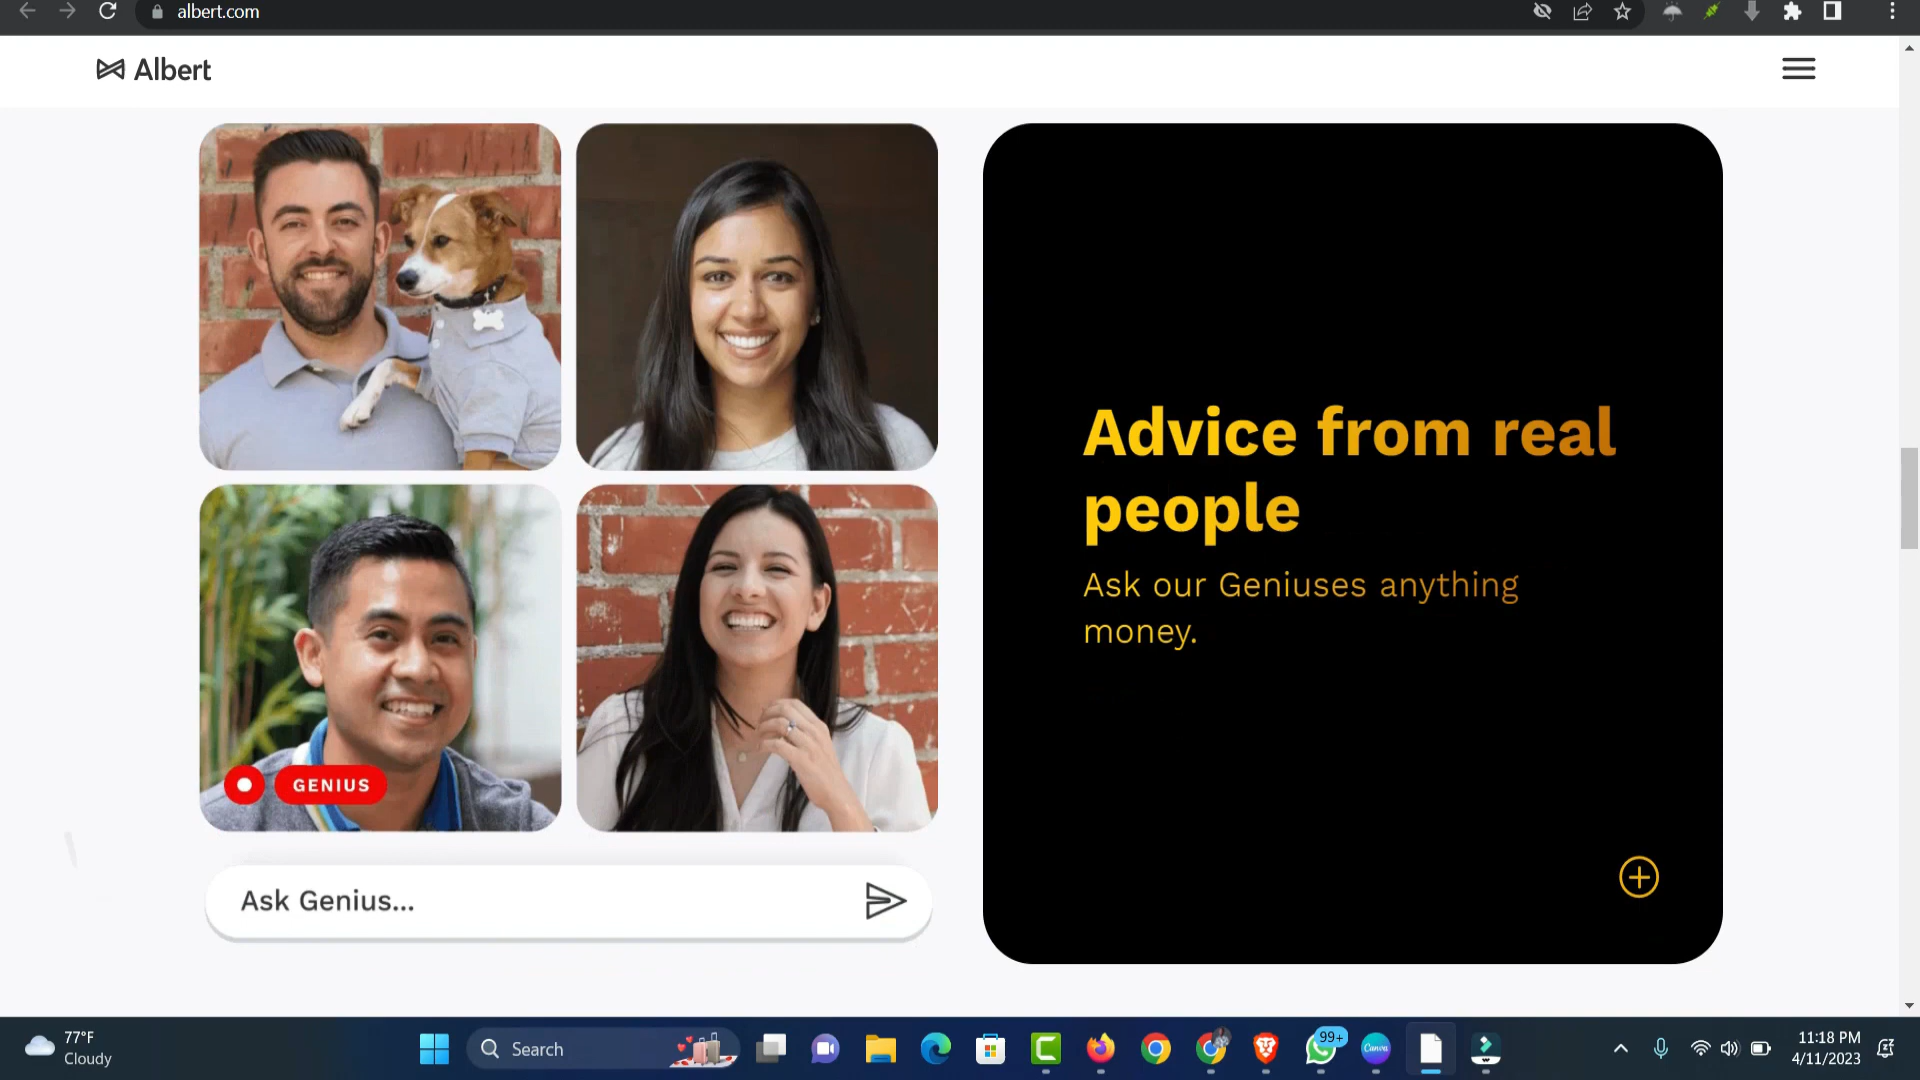 albert.com
Albert
Advice from real
people
Ask our Geniuses anything
money.
GENIUS
Ask Genius...
77°F
Cloudy
Search
99+
Canva
11:18 PM
4/11/2023